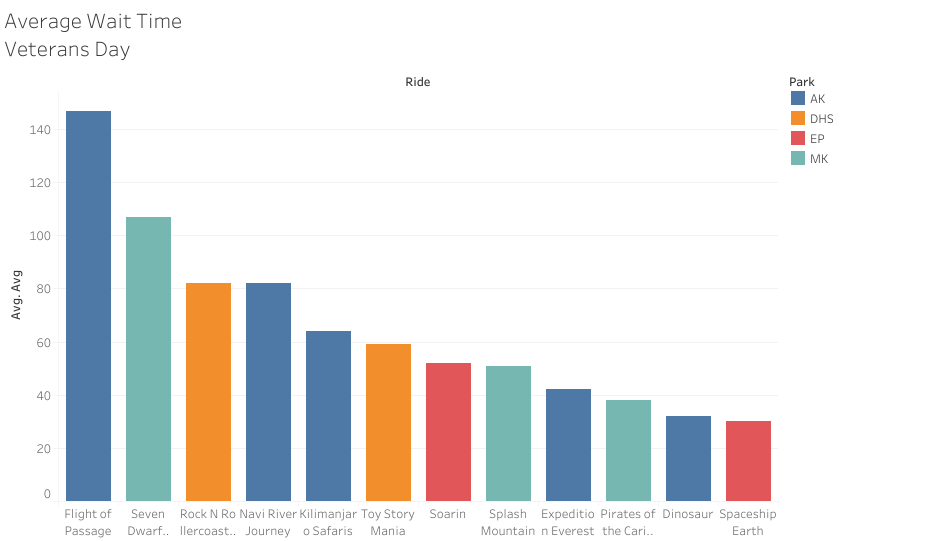 Average Wait Time
Veterans Day
Ride
Park
AK
DHS
EP
MK
Avg. Avg
140
120
100
80
60
40
20
0
Flight of
Passage
Seven
Dwarf..
Rock N Ro
llercoast..
Navi River
Journey
Kilimanjar
o Safaris
Toy Story
Mania
Soarin
Splash
Mountain
Expeditio
n Everest
Pirates of
the Cari..
Dinosaur
Spaceship
Earth